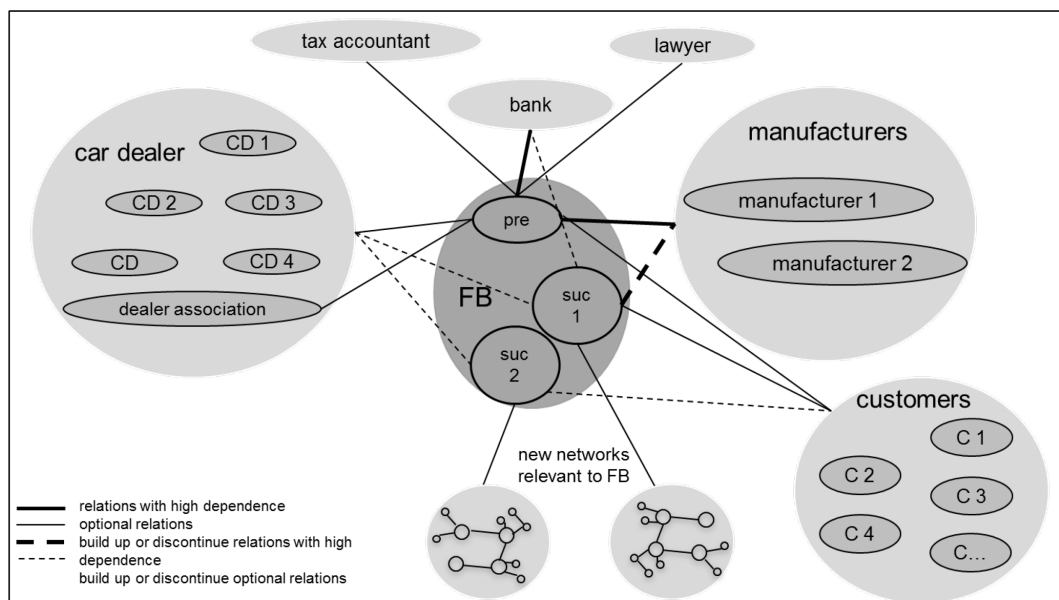 tax accountant
lawyer
bank
car dealer
CD 1
CD 2
CD 3
CD
CD 4
dealer association
manufacturers
manufacturer 1
manufacturer 2
pre
FB
suc
1
suc
2
customers
C 1
C 2
C 3
C 4
C...
new networks
relevant to FB
relations with high dependence
optional relations
build up or discontinue relations with high
dependence
build up or discontinue optional relations